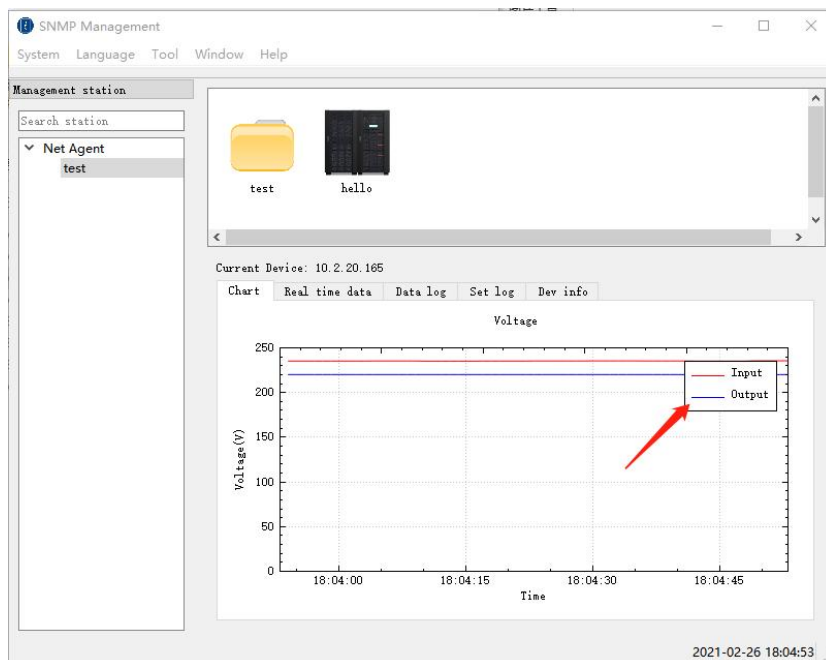 SNMP Management
System Language Tool Window Help
Management station
Search station
Net Agent
test
test hello
Current Device: 10.2.20.165
Chart Real time data Data log Set log Dev info
Voltage
Input
Output
250
200
150
100
50
0
Voltage(V)
18:04:00 18:04:15 18:04:30 18:04:45
Time
2021-02-26 18:04:53